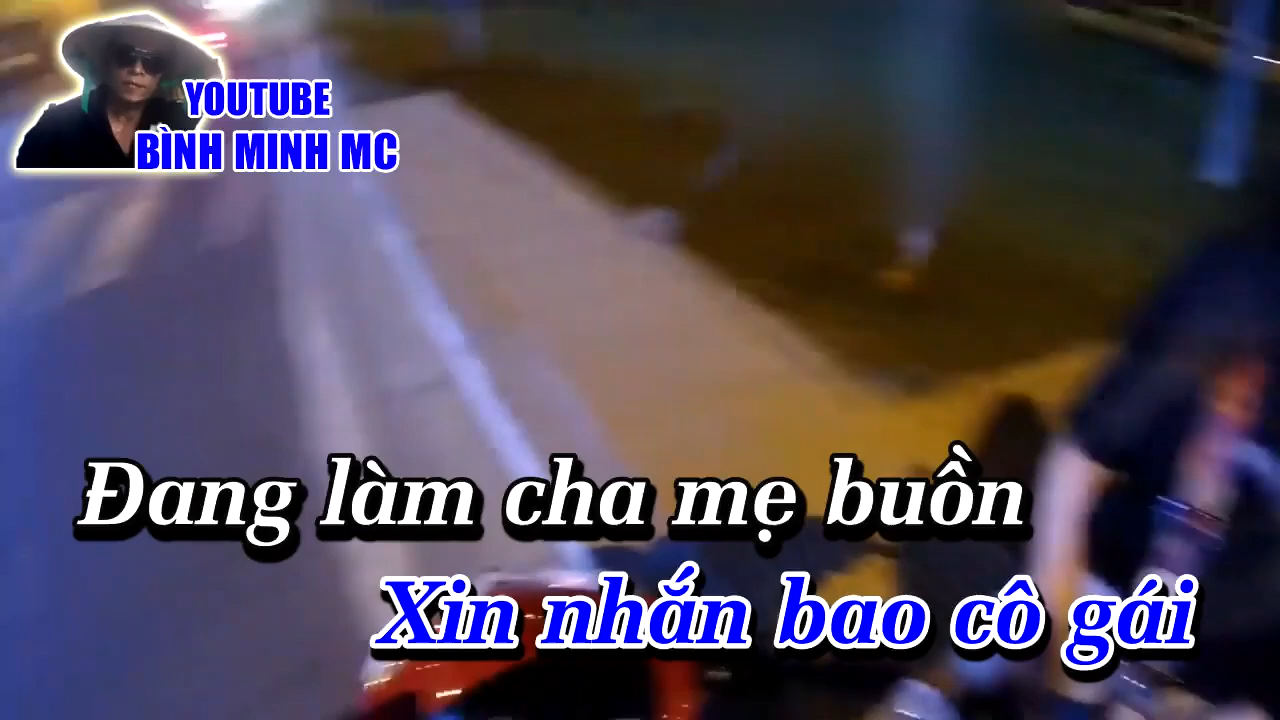 YOUTUBE
BÌNH MINH MC
Đang làm cha mẹ buồn
Xin nhắn bao cô gái